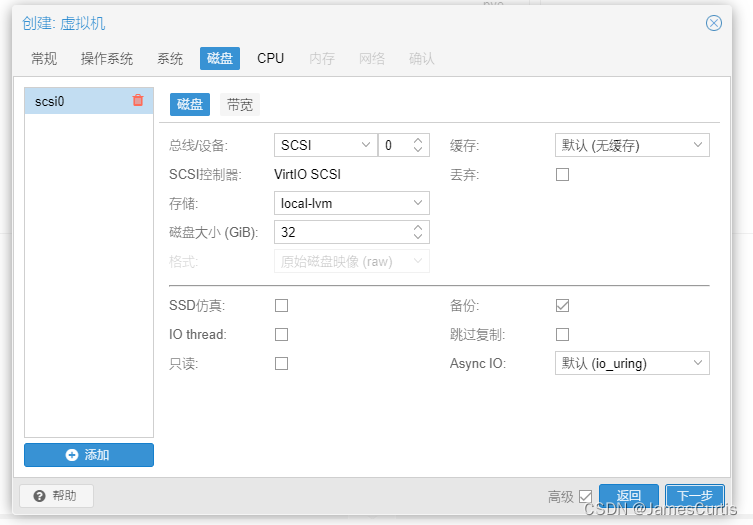 创建: 虚拟机
常规 操作系统 系统 磁盘 CPU 内存 网络 确认
scsi0
磁盘 带宽
总线/设备: SCSI 0 缓存: 默认 (无缓存)
SCSI控制器: VirtIO SCSI 丢弃:
存储: local-lvm
磁盘大小 (GiB): 32
格式: 原始磁盘映像 (raw)
SSD仿真: 备份:
IO thread: 跳过复制:
只读: Async IO: 默认 (io_uring)
添加
帮助 高级 返回 下一步
CSDN @JamesCurtis